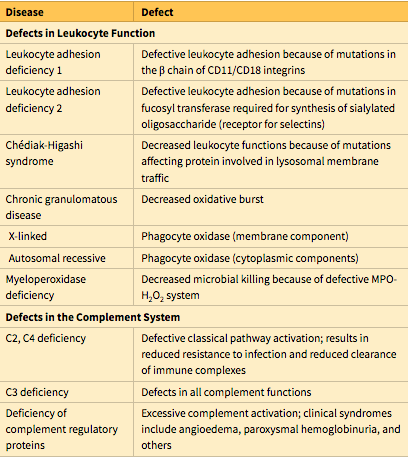 Disease Defect
Defects in Leukocyte Function
Leukocyte adhesion deficiency 1
Defective leukocyte adhesion because of mutations in
the β chain of CD11/CD18 integrins
Leukocyte adhesion deficiency 2
Defective leukocyte adhesion because of mutations in
fucosyl transferase required for synthesis of sialylated
oligosaccharide (receptor for selectins)
Chédiak-Higashi syndrome
Decreased leukocyte functions because of mutations
affecting protein involved in lysosomal membrane
traffic
Chronic granulomatous disease
Decreased oxidative burst
X-linked Phagocyte oxidase (membrane component)
Autosomal recessive Phagocyte oxidase (cytoplasmic components)
Myeloperoxidase deficiency
Decreased microbial killing because of defective MPO-
H₂O₂ system
Defects in the Complement System
C2, C4 deficiency Defective classical pathway activation; results in
reduced resistance to infection and reduced clearance
of immune complexes
C3 deficiency Defects in all complement functions
Deficiency of complement regulatory proteins
Excessive complement activation; clinical syndromes
include angioedema, paroxysmal hemoglobinuria, and
others